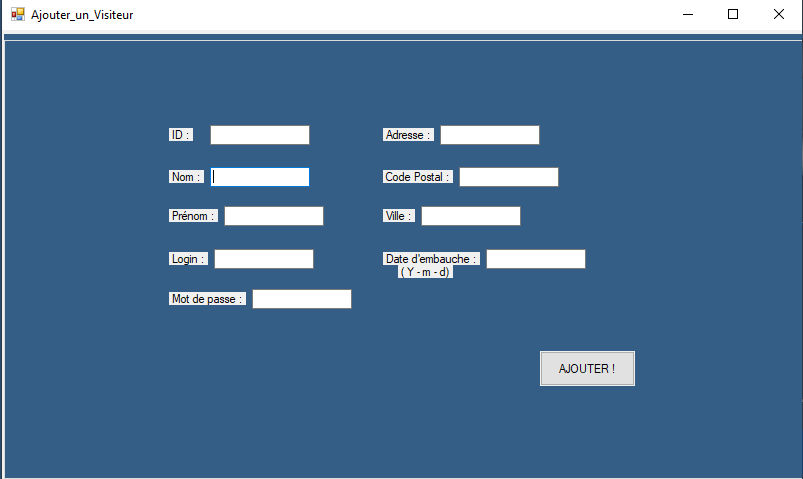 Ajouter_un_Visiteur
ID :
Adresse :
Nom :
Code Postal :
Prénom :
Ville :
Login :
Date d'embauche :
( Y - m - d)
Mot de passe :
AJOUTER !